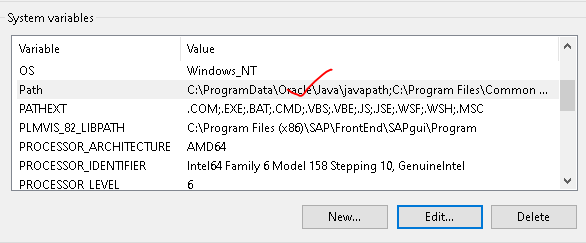 System variables
Variable Value
OS Windows_NT
Path C:\ProgramData\Oracle\Java\javapath;C:\Program Files\Common ...
PATHEXT .COM;.EXE;.BAT;.CMD;.VBS;.VBE;.JS;.JSE;.WSF;.WSH;.MSC
PLMVIS_82_LIBPATH C:\Program Files (x86)\SAP\FrontEnd\SAPgui\Program
PROCESSOR_ARCHITECTURE AMD64
PROCESSOR_IDENTIFIER Intel64 Family 6 Model 158 Stepping 10, GenuineIntel
PROCESSOR_LEVEL 6
New... Edit... Delete